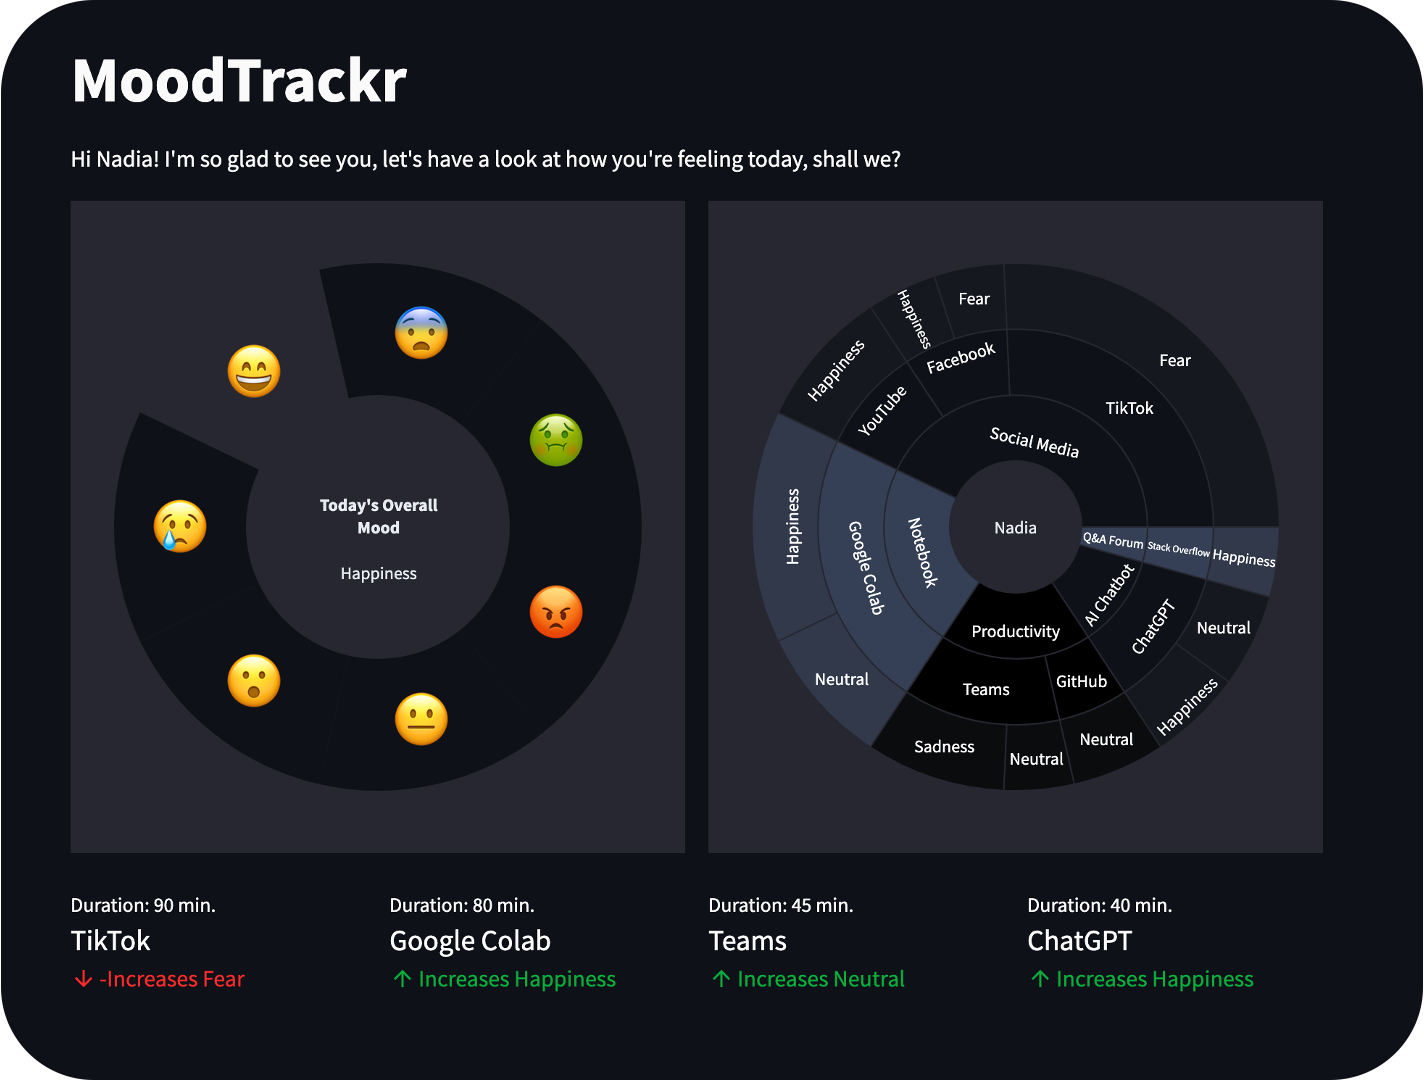 MoodTrackr
Hi Nadia! I'm so glad to see you, let's have a look at how you're feeling today, shall we?
Today's Overall
Mood
Happiness
Nadia
Social Media
TikTok
Fear
Facebook
Fear
Happiness
YouTube
Happiness
Notebook
Google Colab
Happiness
Neutral
Productivity
Teams
Sadness
Neutral
GitHub
Neutral
AI Chatbot
ChatGPT
Happiness
Neutral
Q&A Forum
Stack Overflow
Happiness
Duration: 90 min.
TikTok
↓ -Increases Fear
Duration: 80 min.
Google Colab
↑ Increases Happiness
Duration: 45 min.
Teams
↑ Increases Neutral
Duration: 40 min.
ChatGPT
↑ Increases Happiness